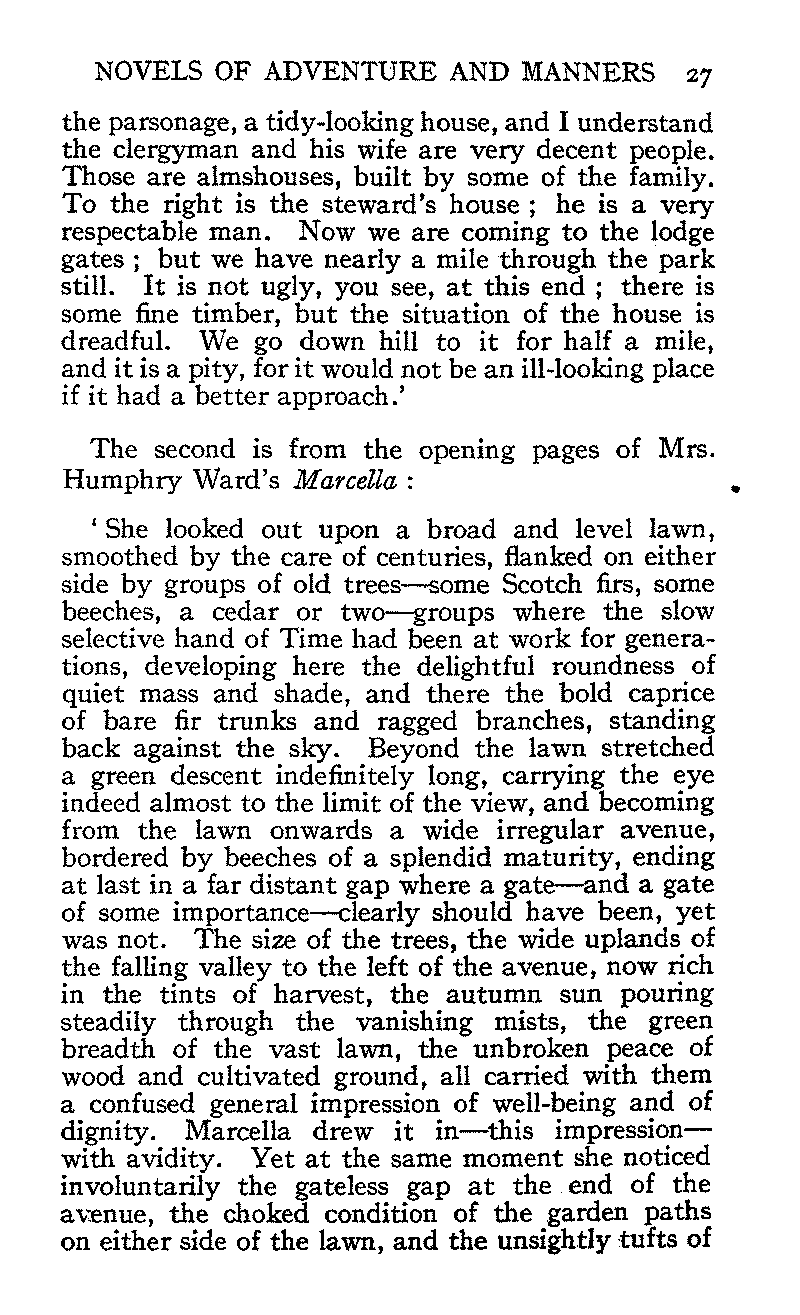 NOVELS OF ADVENTURE AND MANNERS 27
the parsonage, a tidy-looking house, and I understand
the clergyman and his wife are very decent people.
Those are almshouses, built by some of the family.
To the right is the steward's house ; he is a very
respectable man. Now we are coming to the lodge
gates ; but we have nearly a mile through the park
still. It is not ugly, you see, at this end ; there is
some fine timber, but the situation of the house is
dreadful. We go down hill to it for half a mile,
and it is a pity, for it would not be an ill-looking place
if it had a better approach.'
The second is from the opening pages of Mrs.
Humphry Ward's Marcella :
' She looked out upon a broad and level lawn,
smoothed by the care of centuries, flanked on either
side by groups of old trees—some Scotch firs, some
beeches, a cedar or two—groups where the slow
selective hand of Time had been at work for genera-
tions, developing here the delightful roundness of
quiet mass and shade, and there the bold caprice
of bare fir trunks and ragged branches, standing
back against the sky. Beyond the lawn stretched
a green descent indefinitely long, carrying the eye
indeed almost to the limit of the view, and becoming
from the lawn onwards a wide irregular avenue,
bordered by beeches of a splendid maturity, ending
at last in a far distant gap where a gate—and a gate
of some importance—clearly should have been, yet
was not. The size of the trees, the wide uplands of
the falling valley to the left of the avenue, now rich
in the tints of harvest, the autumn sun pouring
steadily through the vanishing mists, the green
breadth of the vast lawn, the unbroken peace of
wood and cultivated ground, all carried with them
a confused general impression of well-being and of
dignity. Marcella drew it in—this impression—
with avidity. Yet at the same moment she noticed
involuntarily the gateless gap at the end of the
avenue, the choked condition of the garden paths
on either side of the lawn, and the unsightly tufts of